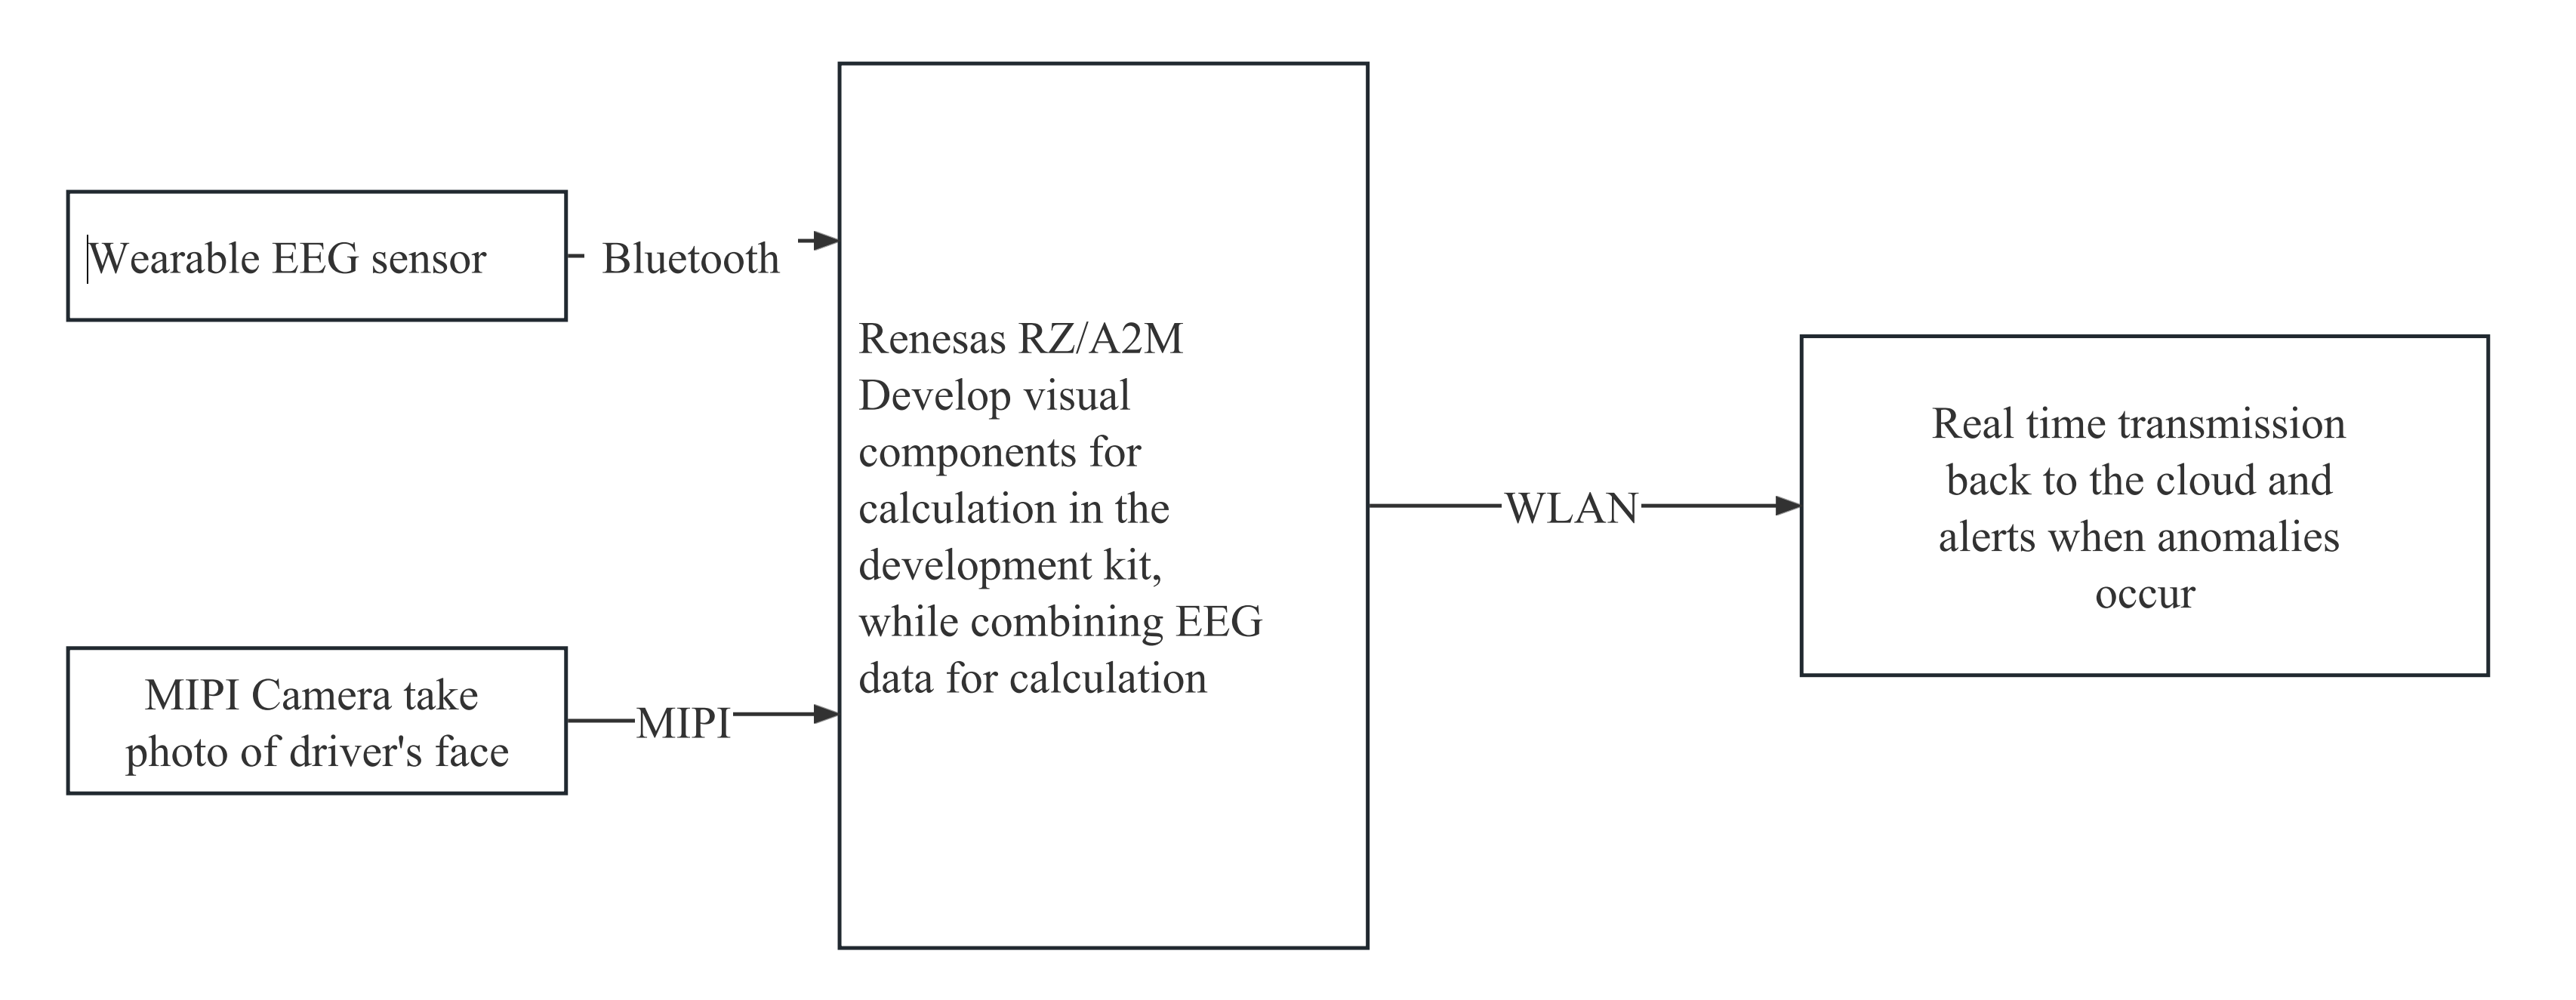 Wearable EEG sensor
Bluetooth
MIPI Camera take
photo of driver's face
MIPI
Renesas RZ/A2M
Develop visual
components for
calculation in the
development kit,
while combining EEG
data for calculation
WLAN
Real time transmission
back to the cloud and
alerts when anomalies
occur